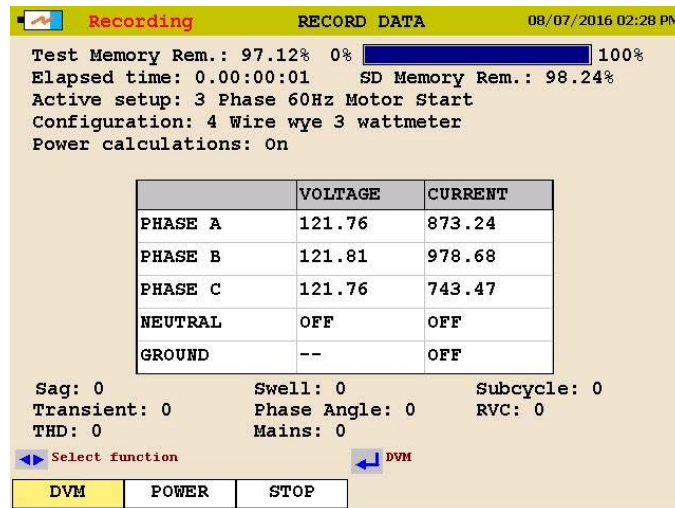 Recording RECORD DATA 08/07/2016 02:28 PM
Test Memory Rem.: 97.12% 0% 100%
Elapsed time: 0.00:00:01 SD Memory Rem.: 98.24%
Active setup: 3 Phase 60Hz Motor Start
Configuration: 4 Wire wye 3 wattmeter
Power calculations: On
VOLTAGE CURRENT
PHASE A 121.76 873.24
PHASE B 121.81 978.68
PHASE C 121.76 743.47
NEUTRAL OFF OFF
GROUND -- OFF
Sag: 0 Swell: 0 Subcycle: 0
Transient: 0 Phase Angle: 0 RVC: 0
THD: 0 Mains: 0
Select function DVM
DVM POWER STOP